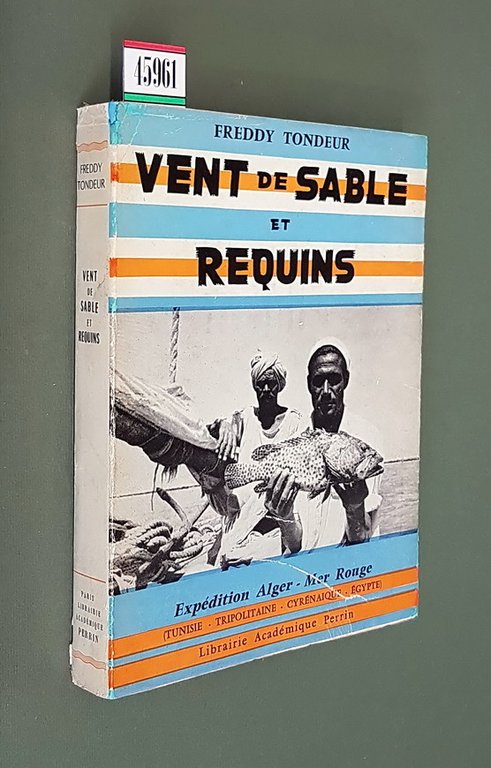 45961
FREDDY TONDEUR
VENT DE SABLE
ET
REQUINS
Expédition Alger - Mer Rouge
(TUNISIE - TRIPOLITAINE - CYRÉNAIQUE - ÉGYPTE)
Librairie Académique Perrin
FREDDY
TONDEUR
VENT
DE
SABLE
ET
REQUINS
PARIS
LIBRAIRIE
ACADÉMIQUE
PERRIN